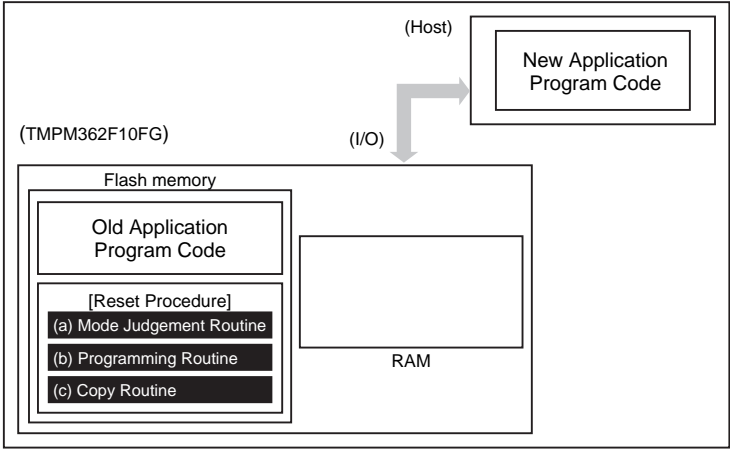 (Host)
New Application
Program Code
(TMPM362F10FG)
(I/O)
Flash memory
Old Application
Program Code
[Reset Procedure]
(a) Mode Judgement Routine
(b) Programming Routine
(c) Copy Routine
RAM